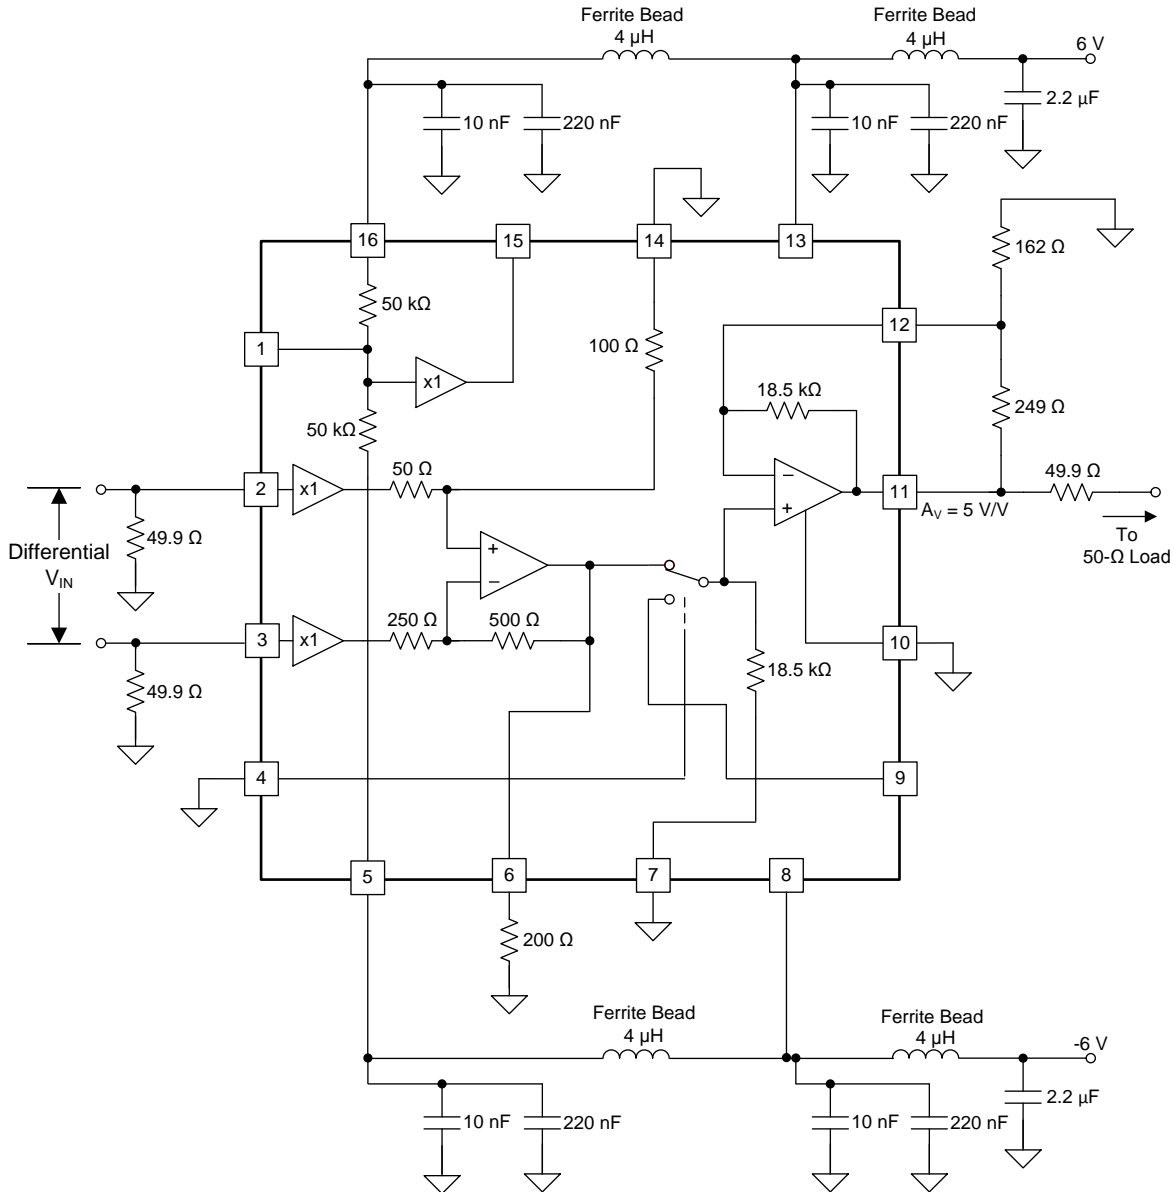 Ferrite Bead
4 µH
Ferrite Bead
4 µH
6 V
10 nF
220 nF
10 nF
220 nF
2.2 µF
16
15
14
13
162 Ω
50 kΩ
12
1
100 Ω
x1
18.5 kΩ
249 Ω
50 kΩ
50 Ω
49.9 Ω
2
x1
−
+
11
A_V = 5 V/V
To
50-Ω Load
Differential
V_IN
49.9 Ω
+
−
250 Ω
500 Ω
3
x1
10
49.9 Ω
18.5 kΩ
4
9
5
6
7
8
200 Ω
Ferrite Bead
4 µH
Ferrite Bead
4 µH
-6 V
10 nF
220 nF
10 nF
220 nF
2.2 µF